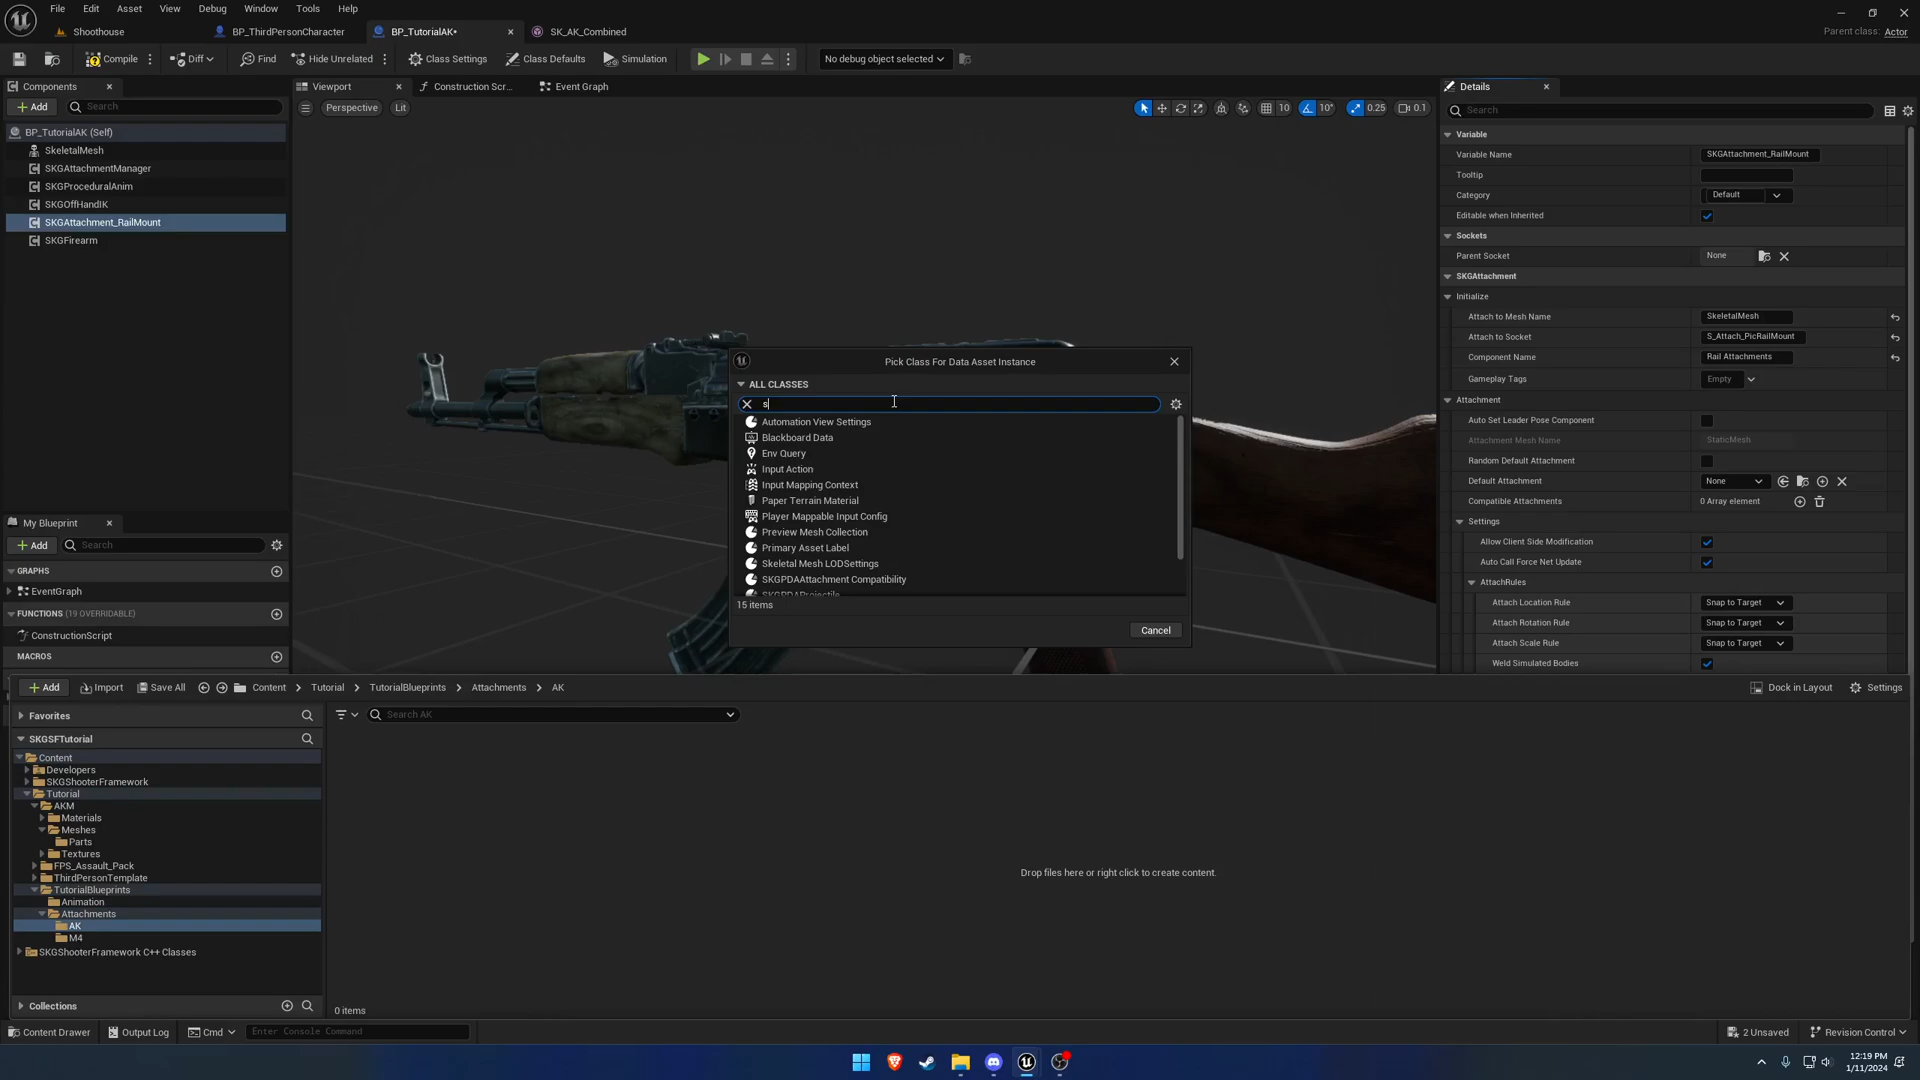 File Edit Asset View Window Debug Tools Help
Shoothouse BP_ThirdPersonCharacter BP_TutorialAK• SK_AK_Combined
Parent class: Actor
Compile Diff Find Hide Unrelated Class Settings Class Defaults Simulation No debug object selected
Components
Add Search
BP_TutorialAK (Self)
SkeletalMesh
SKGAttachmentManager
SKGProceduralAnim
SKGOffHandIK
SKGAttachment_RailMount
SKGFirearm
My Blueprint
Add Search
GRAPHS
EventGraph
FUNCTIONS (19 OVERRIDABLE)
ConstructionScript
MACROS
Viewport Construction Scr... Event Graph
Perspective Lit 10 10° 0.25 0.1
Pick Class For Data Asset Instance
ALL CLASSES
s
Automation View Settings
Blackboard Data
Env Query
Input Action
Input Mapping Context
Paper Terrain Material
Player Mappable Input Config
Preview Mesh Collection
Primary Asset Label
Skeletal Mesh LODSettings
SKGPDAAttachment Compatibility
SKGPDAProjectile
15 items
Cancel
Details
Search
Variable
Variable Name SKGAttachment_RailMount
Tooltip
Category Default
Editable when Inherited
Sockets
Parent Socket None
SKGAttachment
Initialize
Attach to Mesh Name SkeletalMesh
Attach to Socket S_Attach_PicRailMount
Component Name Rail Attachments
Gameplay Tags Empty
Attachment
Auto Set Leader Pose Component
Attachment Mesh Name StaticMesh
Random Default Attachment
Default Attachment None
Compatible Attachments 0 Array element
Settings
Allow Client Side Modification
Auto Call Force Net Update
AttachRules
Attach Location Rule Snap to Target
Attach Rotation Rule Snap to Target
Attach Scale Rule Snap to Target
Weld Simulated Bodies
Add Import Save All Content Tutorial TutorialBlueprints Attachments AK Dock in Layout Settings
Favorites
SKGSFTutorial
Content
Developers
SKGShooterFramework
Tutorial
AKM
Materials
Meshes
Parts
Textures
FPS_Assault_Pack
ThirdPersonTemplate
TutorialBlueprints
Animation
Attachments
AK
M4
SKGShooterFramework C++ Classes
Collections
Search AK
Drop files here or right click to create content.
0 items
Content Drawer Output Log Cmd Enter Console Command 2 Unsaved Revision Control
12:19 PM
1/11/2024